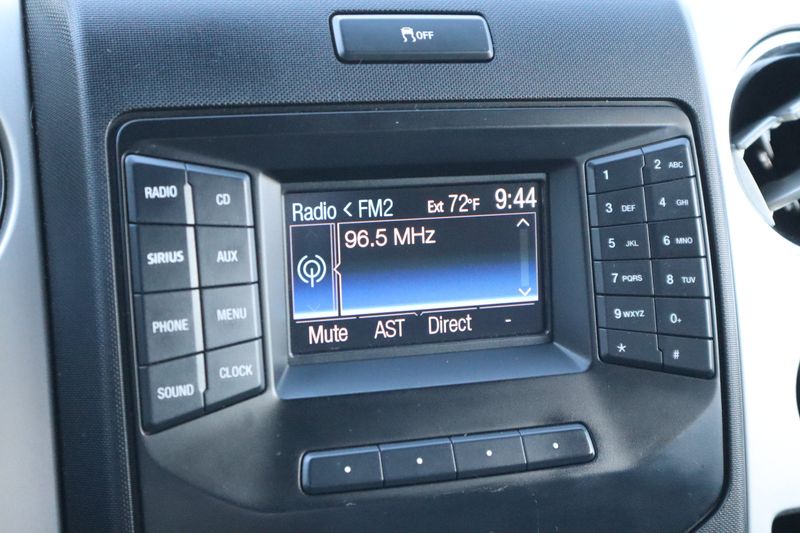 OFF
RADIO CD
SIRIUS AUX
PHONE MENU
SOUND CLOCK
Radio < FM2 Ext 72°F 9:44
96.5 MHz
Mute AST Direct -
1 2 ABC
3 DEF 4 GHI
5 JKL 6 MNO
7 PQRS 8 TUV
9 WXYZ 0+
* #